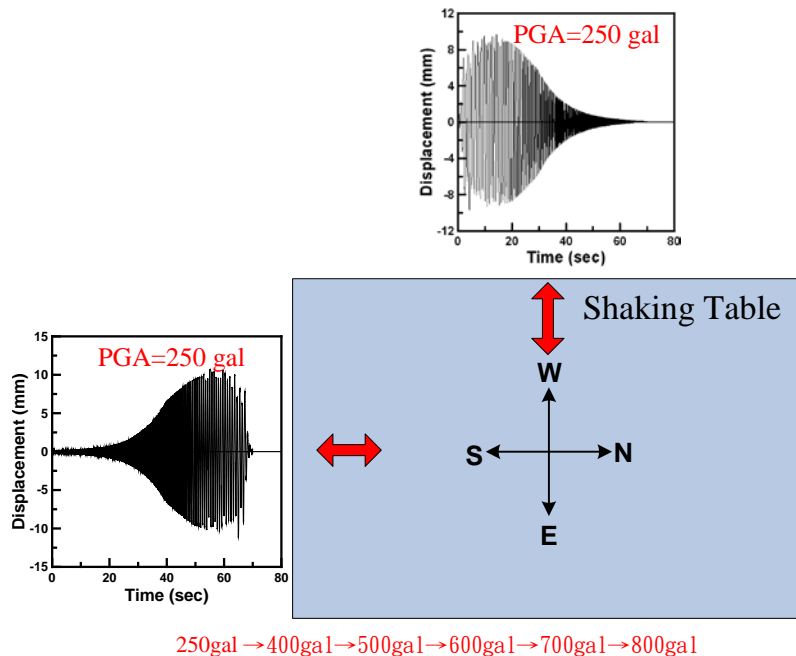 PGA=250 gal
Displacement (mm)
12
8
4
0
-4
-8
-12
0 20 40 60 80
Time (sec)
Shaking Table
W
S N
E
PGA=250 gal
Displacement (mm)
15
10
5
0
-5
-10
-15
0 20 40 60 80
Time (sec)
250gal→400gal→500gal→600gal→700gal→800gal